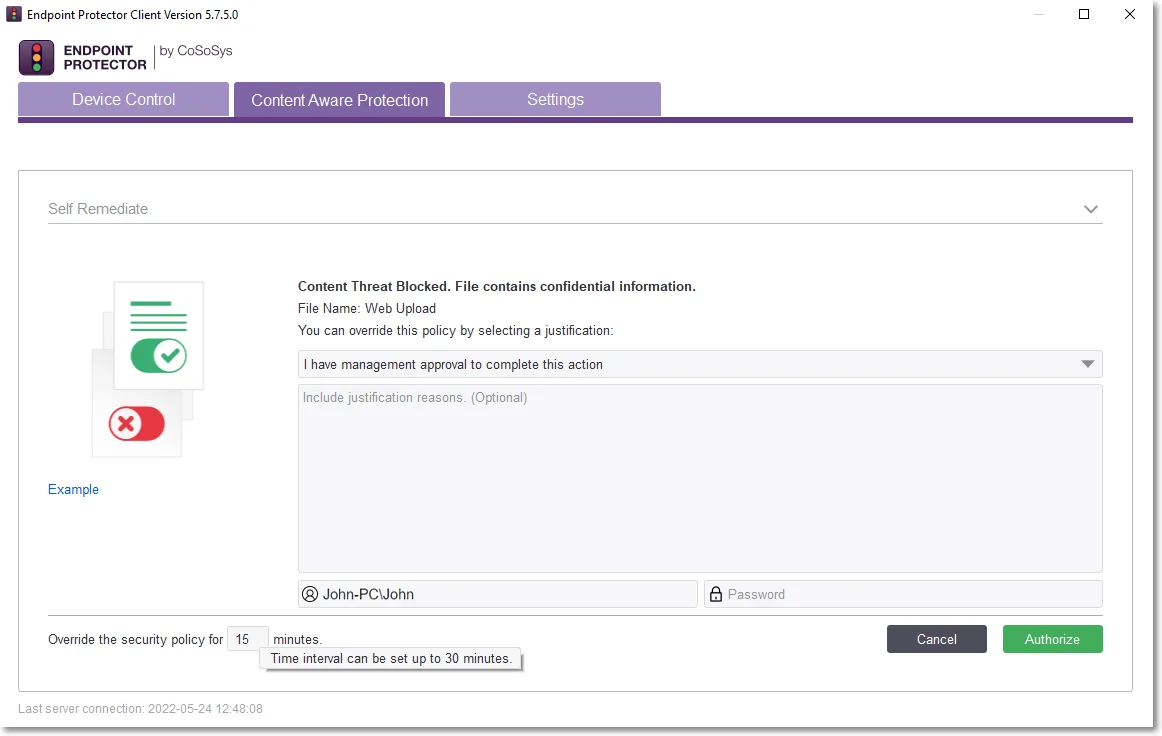 Endpoint Protector Client Version 5.7.5.0
ENDPOINT PROTECTOR
by CoSoSys
Device Control
Content Aware Protection
Settings
Self Remediate
Content Threat Blocked. File contains confidential information.
File Name: Web Upload
You can override this policy by selecting a justification:
I have management approval to complete this action
Include justification reasons. (Optional)
Example
John-PC\John
Password
Override the security policy for 15 minutes.
Cancel
Authorize
Time interval can be set up to 30 minutes.
Last server connection: 2022-05-24 12:48:08